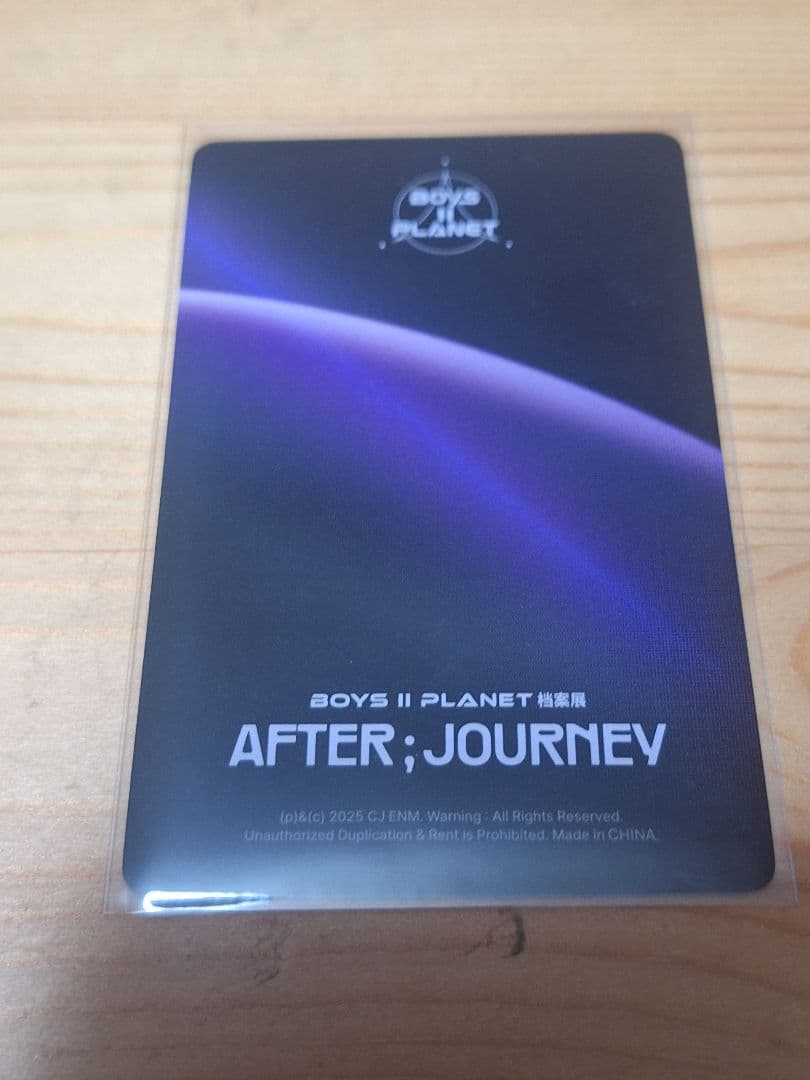 BOYS
II
PLANET
BOYS II PLANET 档案展
AFTER ; JOURNEY
(p)&(c) 2025 CJ ENM. Warning : All Rights Reserved.
Unauthorized Duplication & Rent is Prohibited. Made in CHINA.